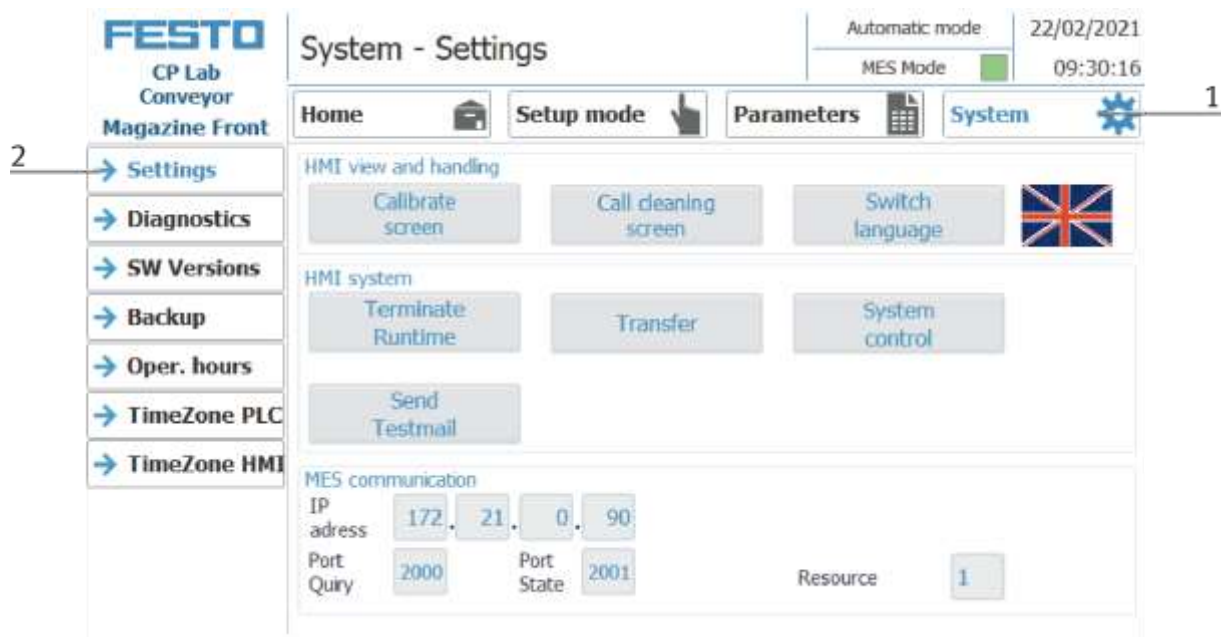 FESTO
CP Lab
Conveyor
Magazine Front
System - Settings
Automatic mode
MES Mode
22/02/2021
09:30:16
Home
Setup mode
Parameters
System
1
2
Settings
Diagnostics
SW Versions
Backup
Oper. hours
TimeZone PLC
TimeZone HMI
HMI view and handling
Calibrate
screen
Call cleaning
screen
Switch
language
HMI system
Terminate
Runtime
Transfer
System
control
Send
Testmail
MES communication
IP
adress
172. 21. 0. 90
Port
Quiry
2000
Port
State
2001
Resource
1